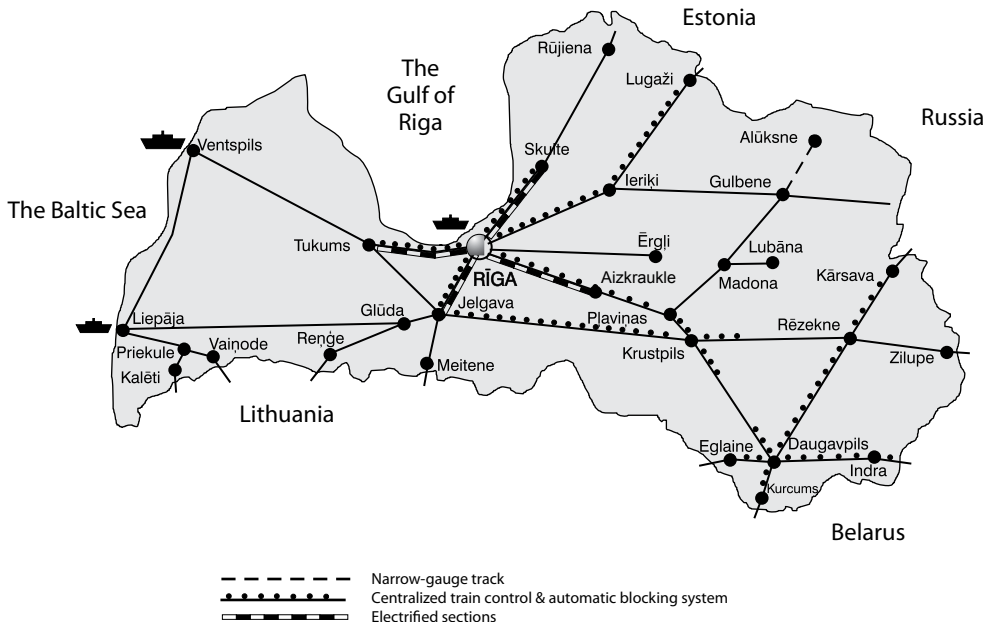 Estonia
Rūjiena
The
Gulf of
Riga
Lugaži
Russia
Alūksne
Ventspils
Skulte
Ieriķi
Gulbene
The Baltic Sea
Tukums
RĪGA
Ērgļi
Lubāna
Madona
Kārsava
Aizkraukle
Jelgava
Glūda
Pļaviņas
Liepāja
Reņģe
Rēzekne
Krustpils
Priekule
Vaiņode
Zilupe
Kalēti
Meitene
Lithuania
Eglaine
Daugavpils
Indra
Kurcums
Belarus
Narrow-gauge track
Centralized train control & automatic blocking system
Electrified sections